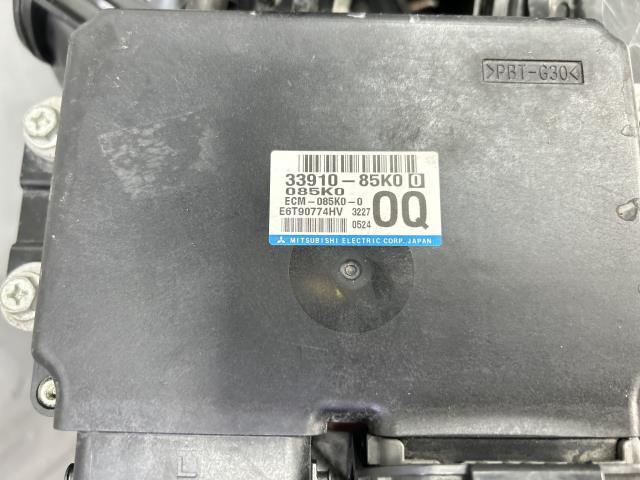 >PBT-G30<
33910-85K0 0
085K0
ECM-085K0-0
E6T90774HV 3227
0524
0Q
MITSUBISHI ELECTRIC CORP. JAPAN
L